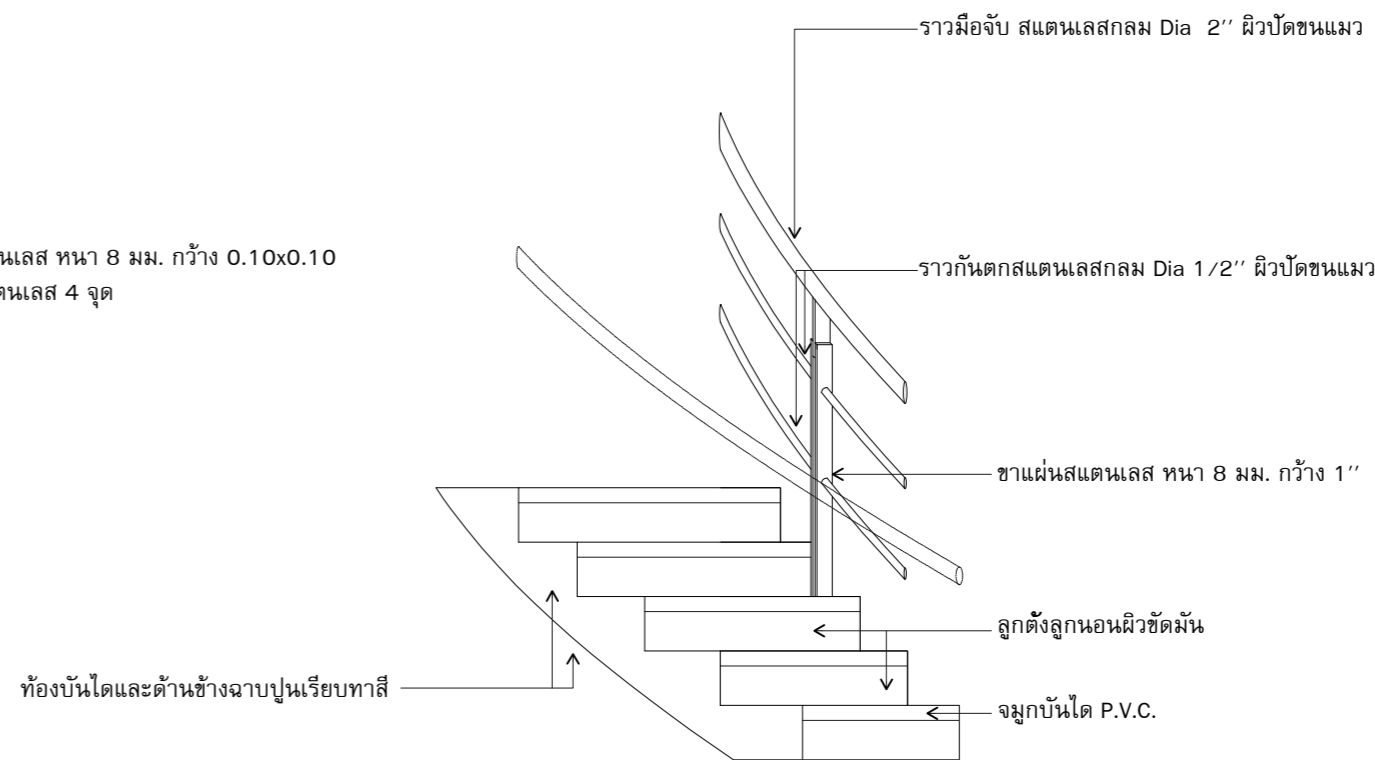 ราวมือจับ สแตนเลสกลม Dia 2'' ผิวปัดขนแมว
นเลส หนา 8 มม. กว้าง 0.10x0.10
ตนเลส 4 จุด
ราวกันตกสแตนเลสกลม Dia 1/2'' ผิวปัดขนแมว
ขาแผ่นสแตนเลส หนา 8 มม. กว้าง 1''
ลูกตั้งลูกนอนผิวขัดมัน
ท้องบันไดและด้านข้างฉาบปูนเรียบทาสี
จมูกบันได P.V.C.